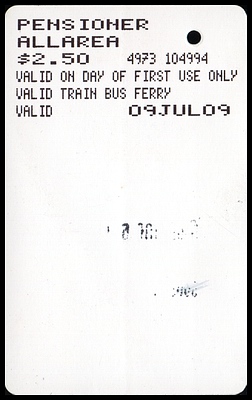 PENSIONER
ALLAREA
$2.50 4973 104994
VALID ON DAY OF FIRST USE ONLY
VALID TRAIN BUS FERRY
VALID 09JUL09